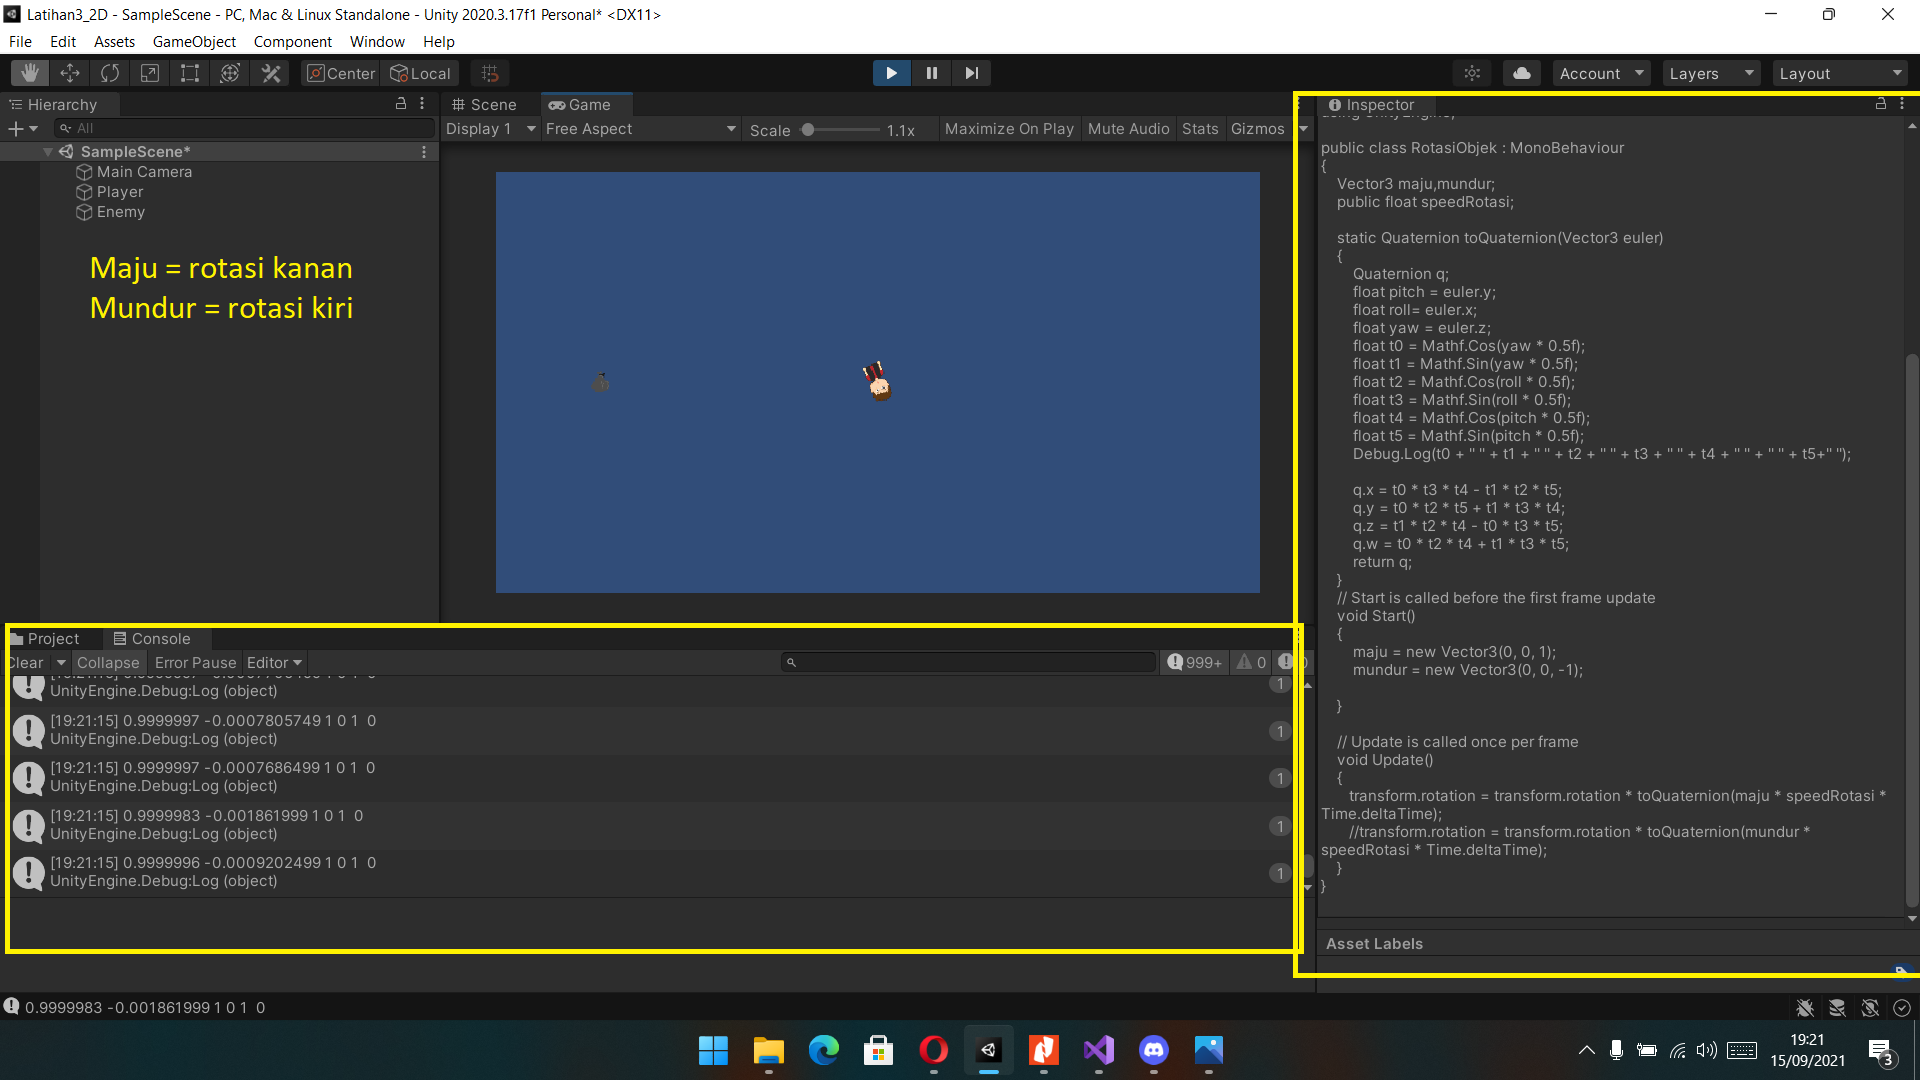 Latihan3_2D - SampleScene - PC, Mac & Linux Standalone - Unity 2020.3.17f1 Personal* <DX11>
File Edit Assets GameObject Component Window Help
Center Local
Account Layers Layout
Hierarchy
All
SampleScene*
Main Camera
Player
Enemy
Maju = rotasi kanan
Mundur = rotasi kiri
Scene Game
Display 1 Free Aspect Scale 1.1x Maximize On Play Mute Audio Stats Gizmos
Inspector
using UnityEngine;
public class RotasiObjek : MonoBehaviour
{
Vector3 maju,mundur;
public float speedRotasi;
static Quaternion toQuaternion(Vector3 euler)
{
Quaternion q;
float pitch = euler.y;
float roll= euler.x;
float yaw = euler.z;
float t0 = Mathf.Cos(yaw * 0.5f);
float t1 = Mathf.Sin(yaw * 0.5f);
float t2 = Mathf.Cos(roll * 0.5f);
float t3 = Mathf.Sin(roll * 0.5f);
float t4 = Mathf.Cos(pitch * 0.5f);
float t5 = Mathf.Sin(pitch * 0.5f);
Debug.Log(t0 + " " + t1 + " " + t2 + " " + t3 + " " + t4 + " " + " " + t5+" ");
q.x = t0 * t3 * t4 - t1 * t2 * t5;
q.y = t0 * t2 * t5 + t1 * t3 * t4;
q.z = t1 * t2 * t4 - t0 * t3 * t5;
q.w = t0 * t2 * t4 + t1 * t3 * t5;
return q;
}
// Start is called before the first frame update
void Start()
{
maju = new Vector3(0, 0, 1);
mundur = new Vector3(0, 0, -1);
}
// Update is called once per frame
void Update()
{
transform.rotation = transform.rotation * toQuaternion(maju * speedRotasi *
Time.deltaTime);
//transform.rotation = transform.rotation * toQuaternion(mundur *
speedRotasi * Time.deltaTime);
}
}
Asset Labels
Project Console
Clear Collapse Error Pause Editor 999+ 0 0
UnityEngine.Debug:Log (object) 1
[19:21:15] 0.9999997 -0.0007805749 1 0 1 0
UnityEngine.Debug:Log (object) 1
[19:21:15] 0.9999997 -0.0007686499 1 0 1 0
UnityEngine.Debug:Log (object) 1
[19:21:15] 0.9999983 -0.001861999 1 0 1 0
UnityEngine.Debug:Log (object) 1
[19:21:15] 0.9999996 -0.0009202499 1 0 1 0
UnityEngine.Debug:Log (object) 1
0.9999983 -0.001861999 1 0 1 0
19:21
15/09/2021
3